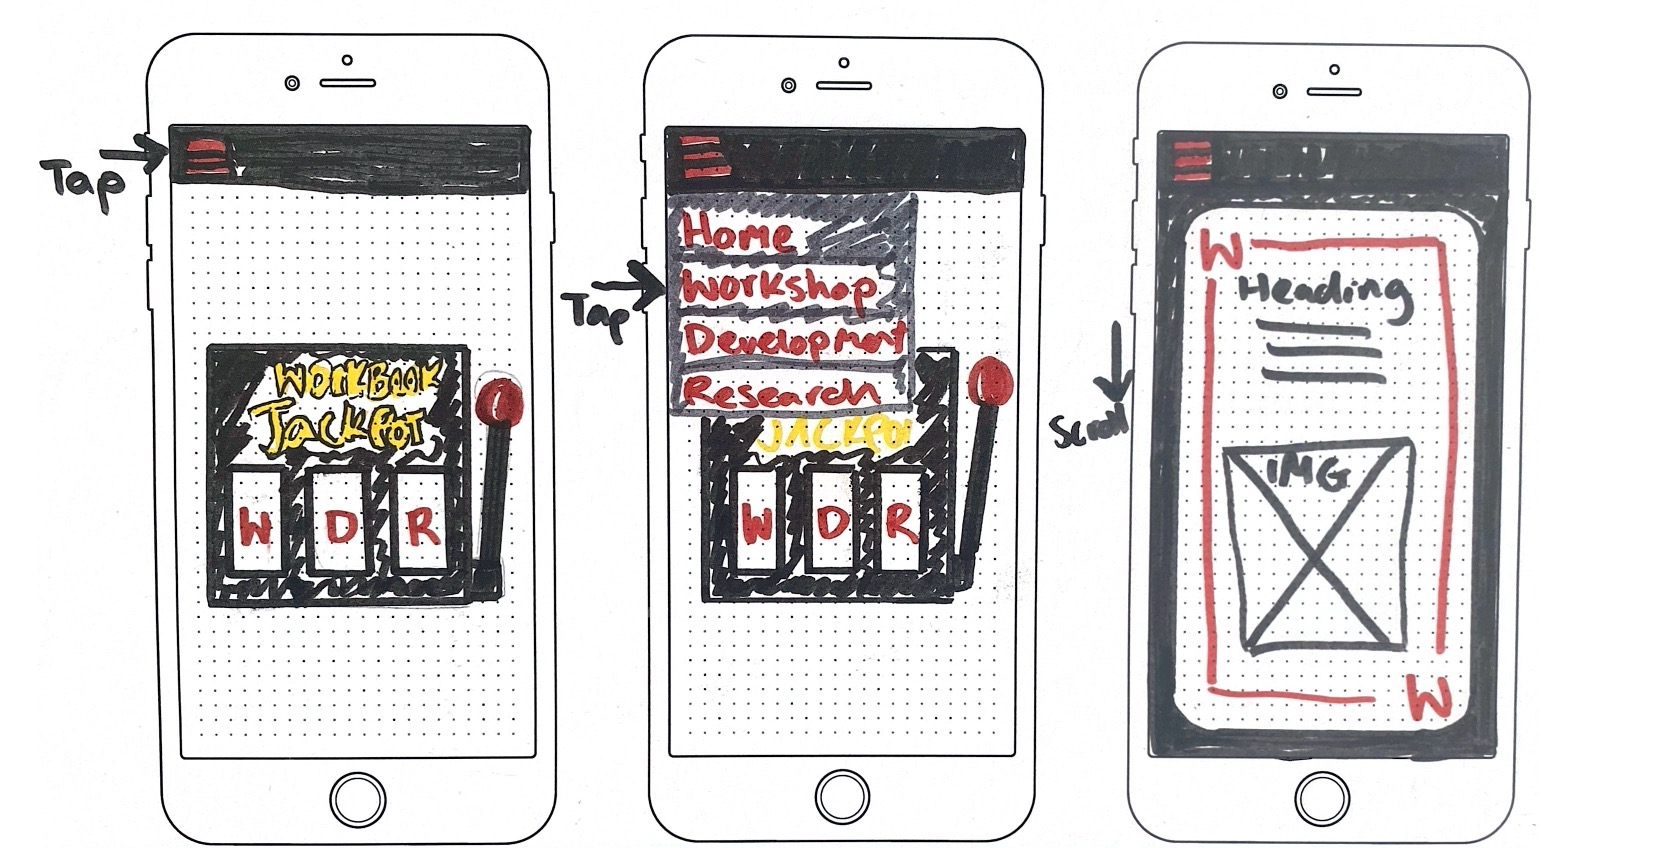 Tap
WORKBOOK
JackPOT
W D R
Tap
Home
Workshop
Development
Research
JACKPOT
W D R
Scroll
W
Heading
IMG
W